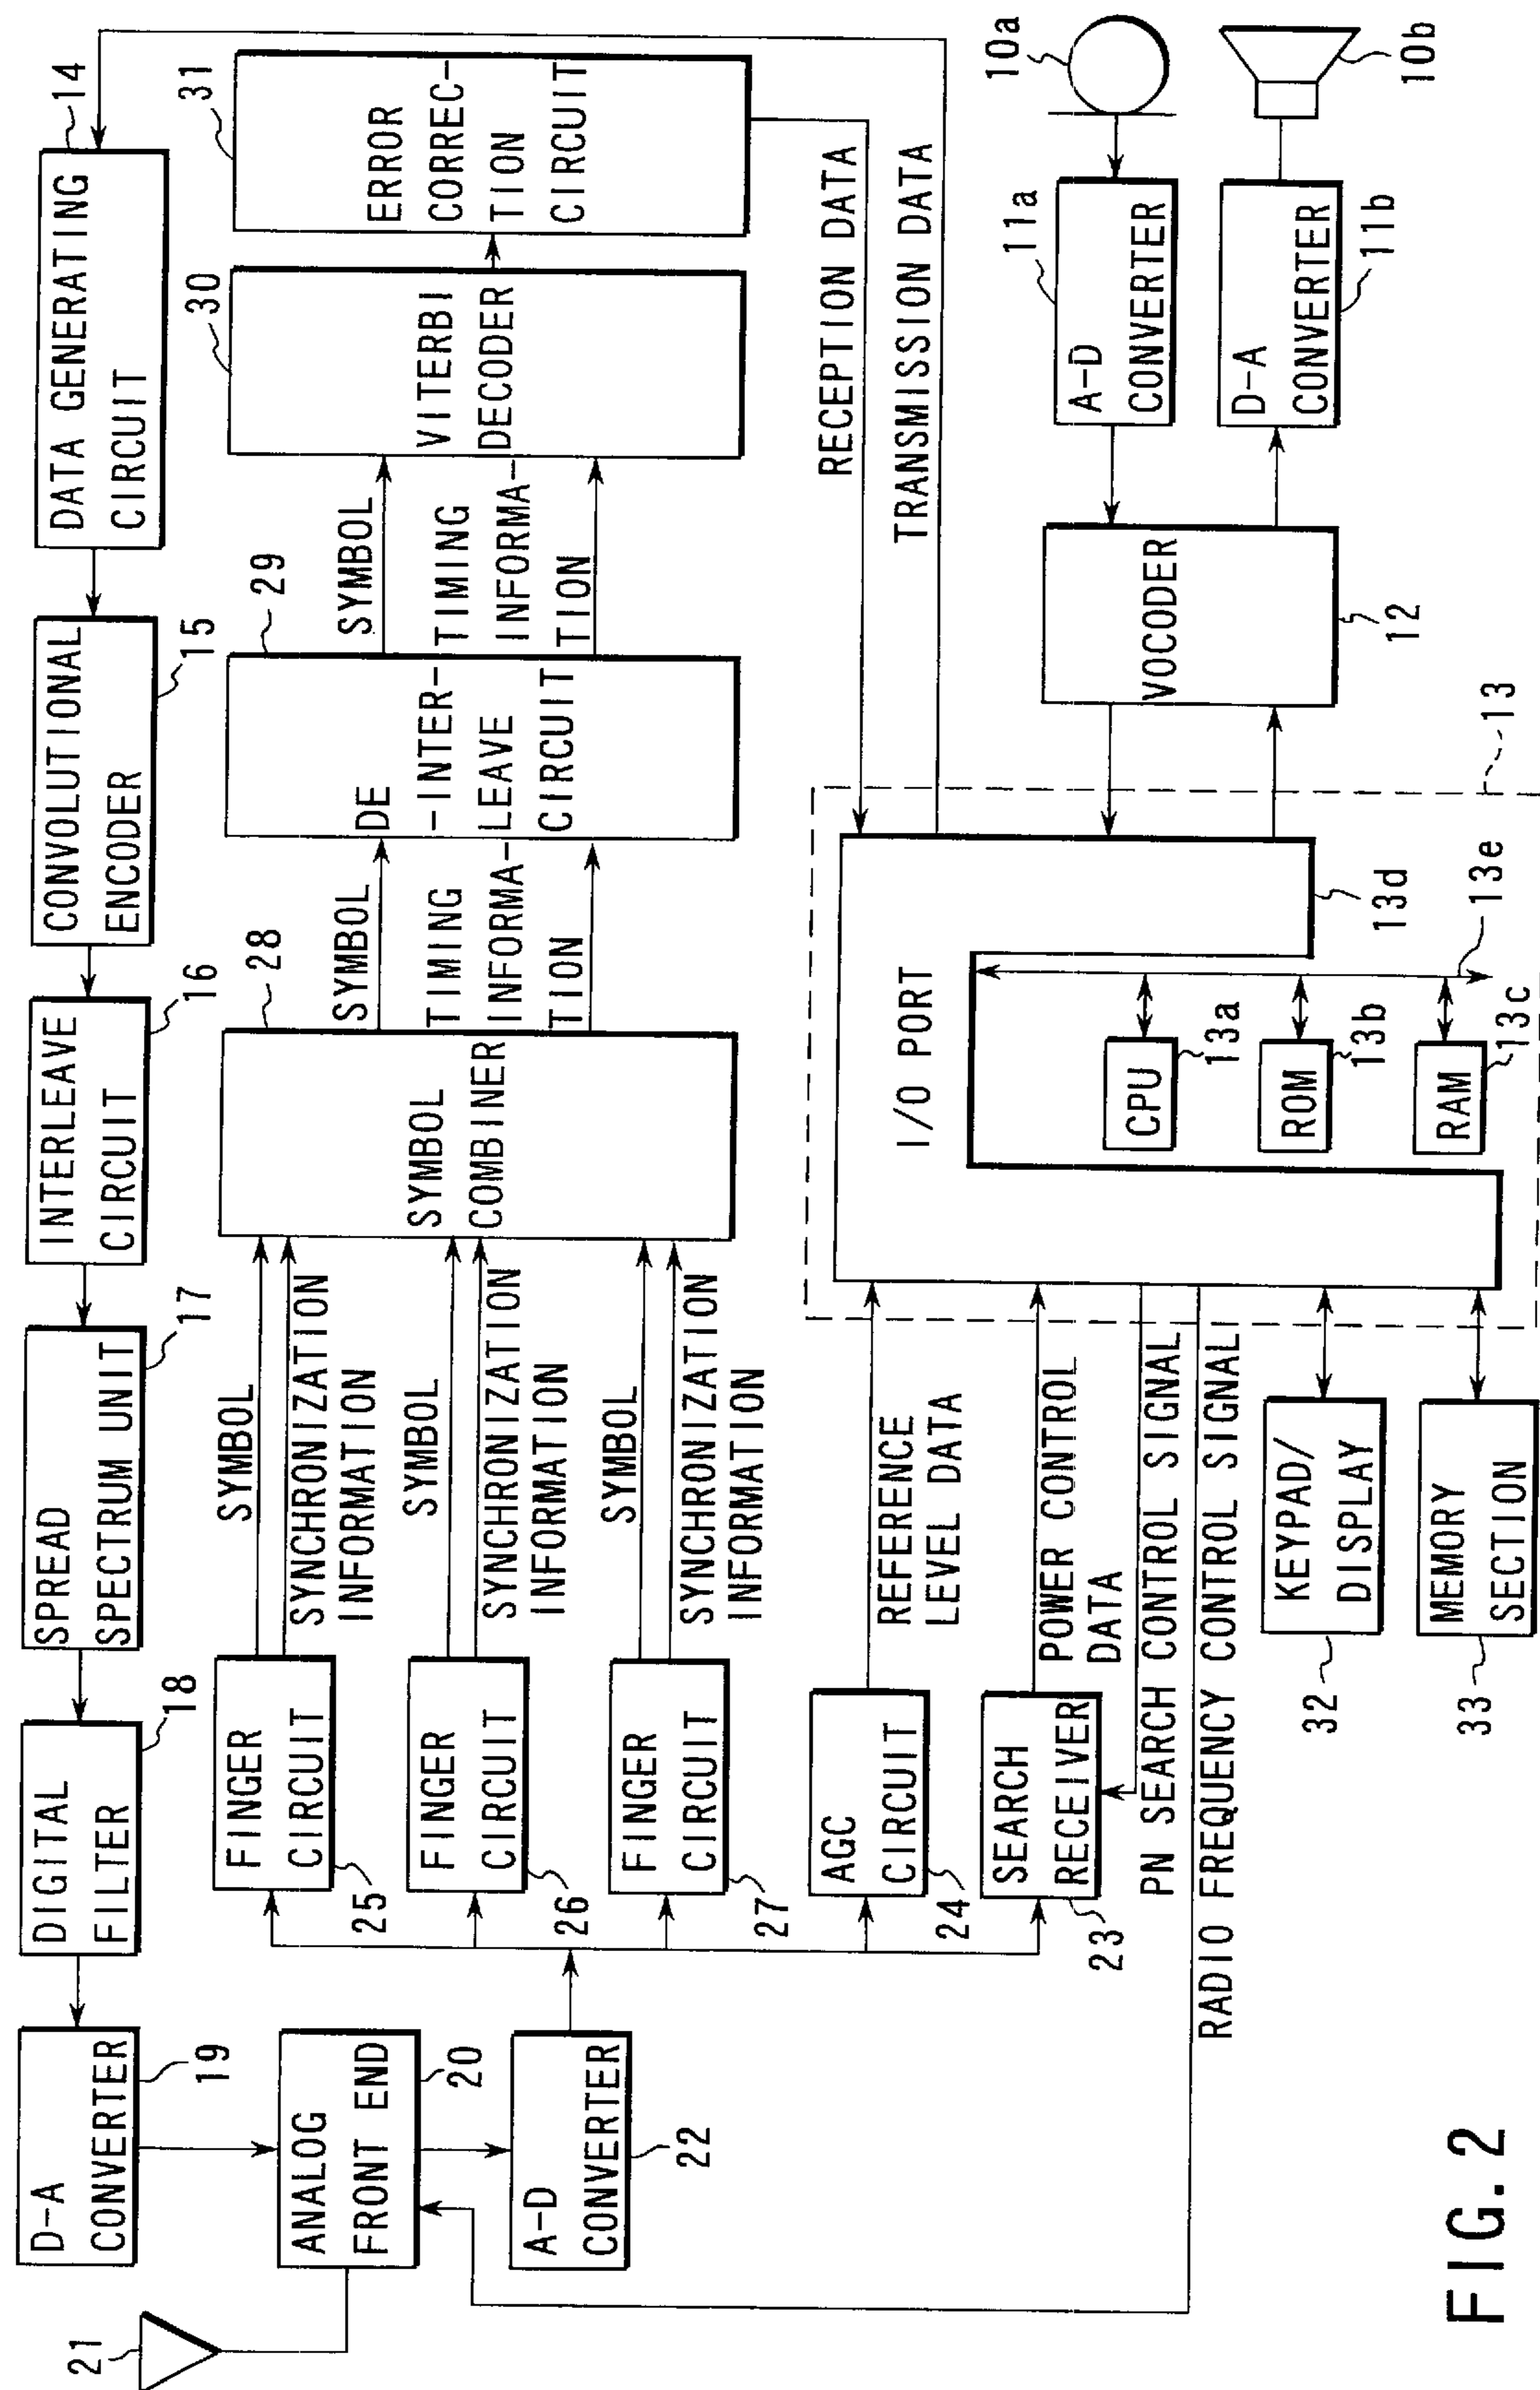 21
D-A
CONVERTER
19
DIGITAL
FILTER
18
SPREAD
SPECTRUM UNIT
17
INTERLEAVE
CIRCUIT
16
CONVOLUTIONAL
ENCODER
15
DATA GENERATING
CIRCUIT
14
ANALOG
FRONT END
20
A-D
CONVERTER
22
FINGER
CIRCUIT
25
SYMBOL
SYNCHRONIZATION
INFORMATION
FINGER
CIRCUIT
26
SYMBOL
SYNCHRONIZATION
INFORMATION
FINGER
CIRCUIT
27
SYMBOL
SYNCHRONIZATION
INFORMATION
SYMBOL
COMBINER
28
SYMBOL
TIMING
INFORMA-
TION
DE
-INTER-
LEAVE
CIRCUIT
29
SYMBOL
TIMING
INFORMA-
TION
VITERBI
DECODER
30
ERROR
CORREC-
TION
CIRCUIT
31
AGC
CIRCUIT
24
REFERENCE
LEVEL DATA
SEARCH
RECEIVER
23
POWER CONTROL
DATA
PN SEARCH CONTROL SIGNAL
RADIO FREQUENCY CONTROL SIGNAL
KEYPAD/
DISPLAY
32
MEMORY
SECTION
33
RECEPTION DATA
TRANSMISSION DATA
I/O PORT
13d
CPU
13a
ROM
13b
RAM
13c
13e
13
VOCODER
12
A-D
CONVERTER
11a
D-A
CONVERTER
11b
10a
10b
FIG. 2